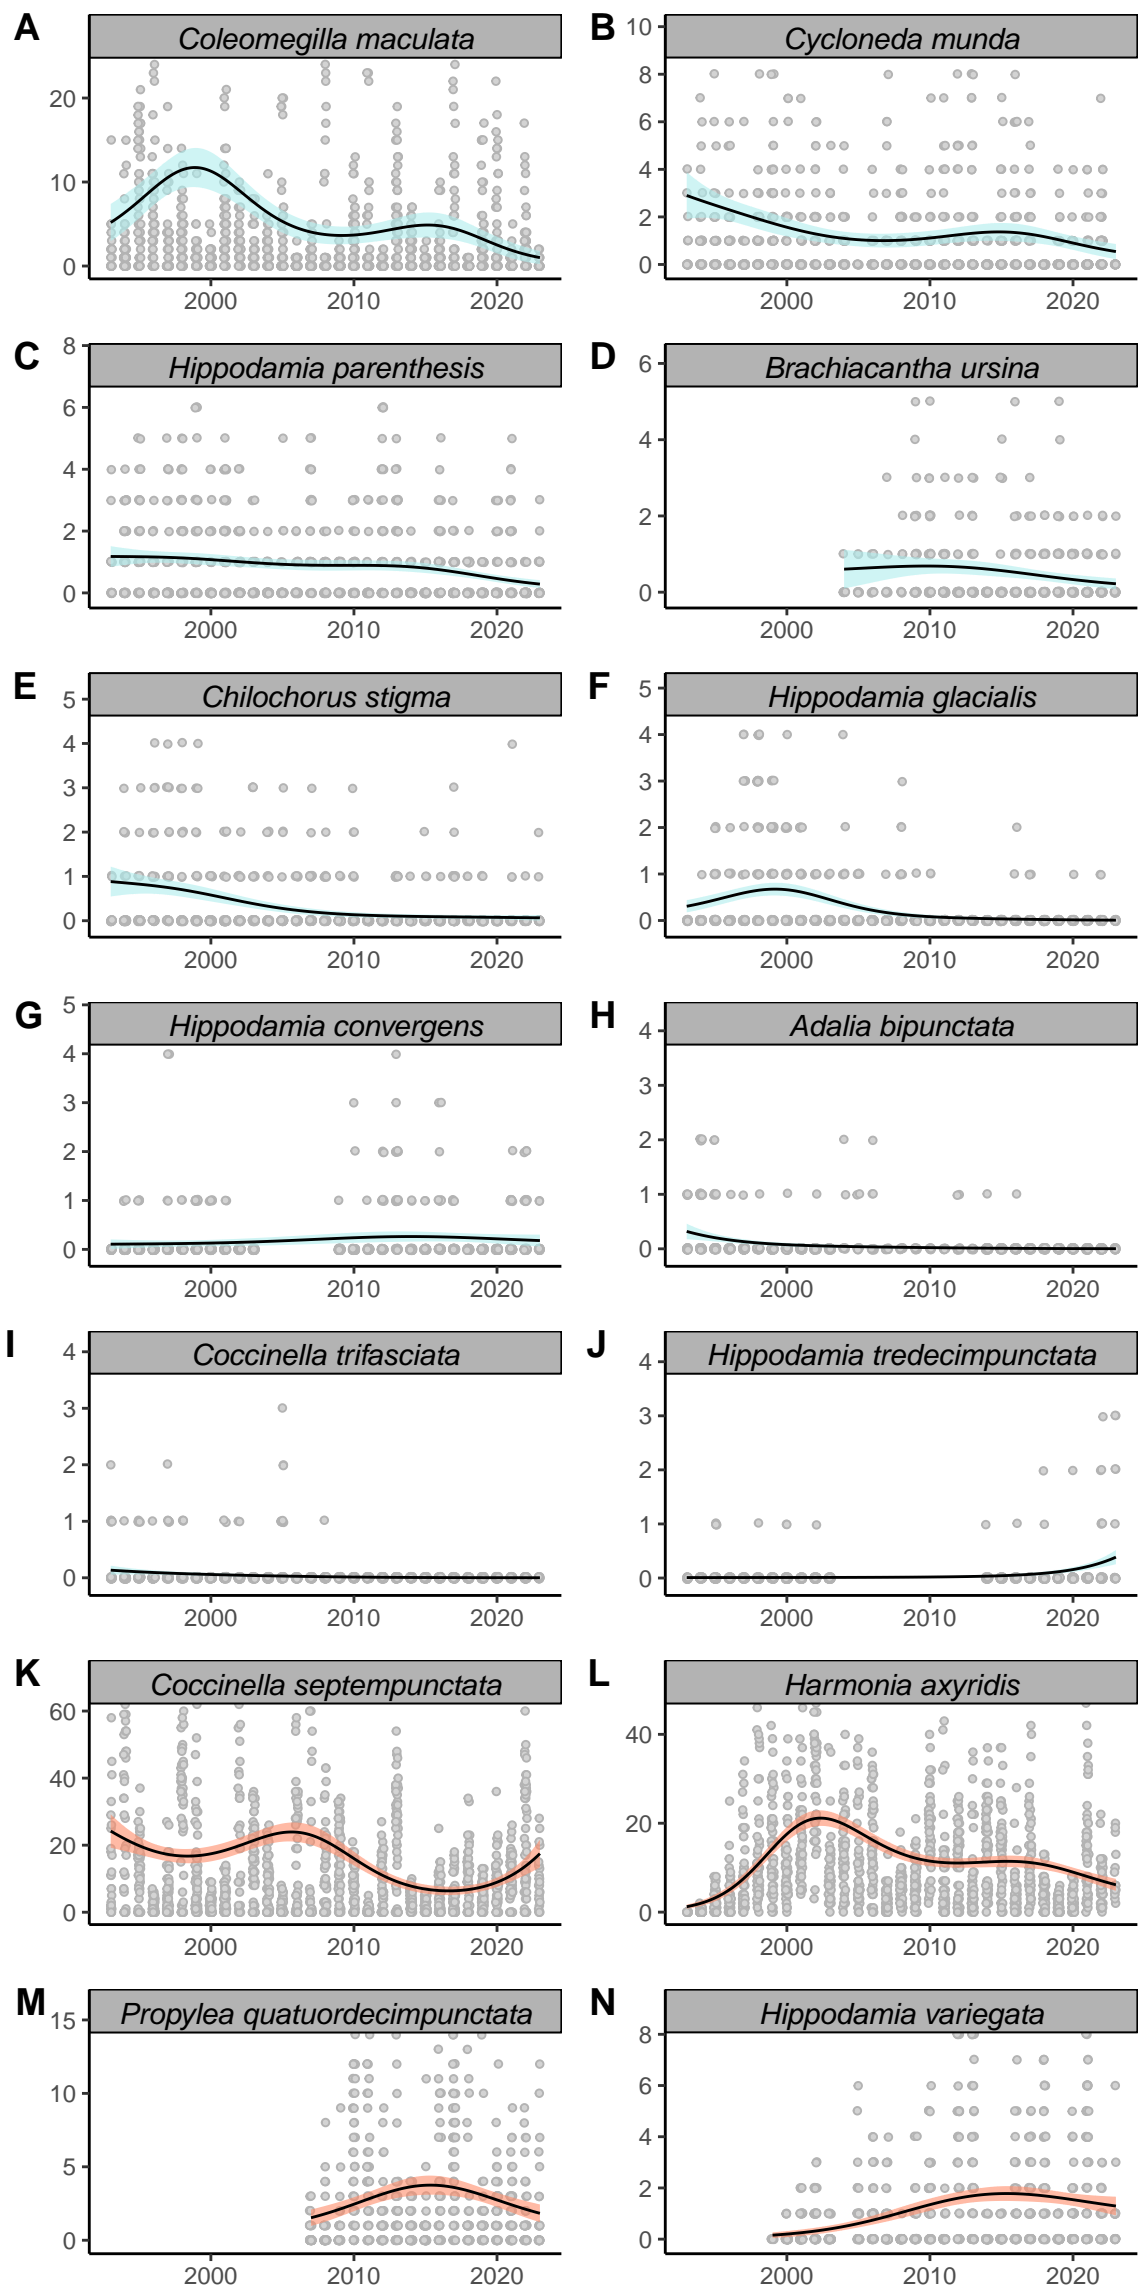 A Coleomegilla maculata
20
10
0
2000 2010 2020
B Cycloneda munda
10
8
6
4
2
0
2000 2010 2020
C Hippodamia parenthesis
8
6
4
2
0
2000 2010 2020
D Brachiacantha ursina
6
4
2
0
2000 2010 2020
E Chilochorus stigma
5
4
3
2
1
0
2000 2010 2020
F Hippodamia glacialis
5
4
3
2
1
0
2000 2010 2020
G Hippodamia convergens
5
4
3
2
1
0
2000 2010 2020
H Adalia bipunctata
4
3
2
1
0
2000 2010 2020
I Coccinella trifasciata
4
3
2
1
0
2000 2010 2020
J Hippodamia tredecimpunctata
4
3
2
1
0
2000 2010 2020
K Coccinella septempunctata
60
40
20
0
2000 2010 2020
L Harmonia axyridis
40
20
0
2000 2010 2020
M Propylea quatuordecimpunctata
15
10
5
0
2000 2010 2020
N Hippodamia variegata
8
6
4
2
0
2000 2010 2020